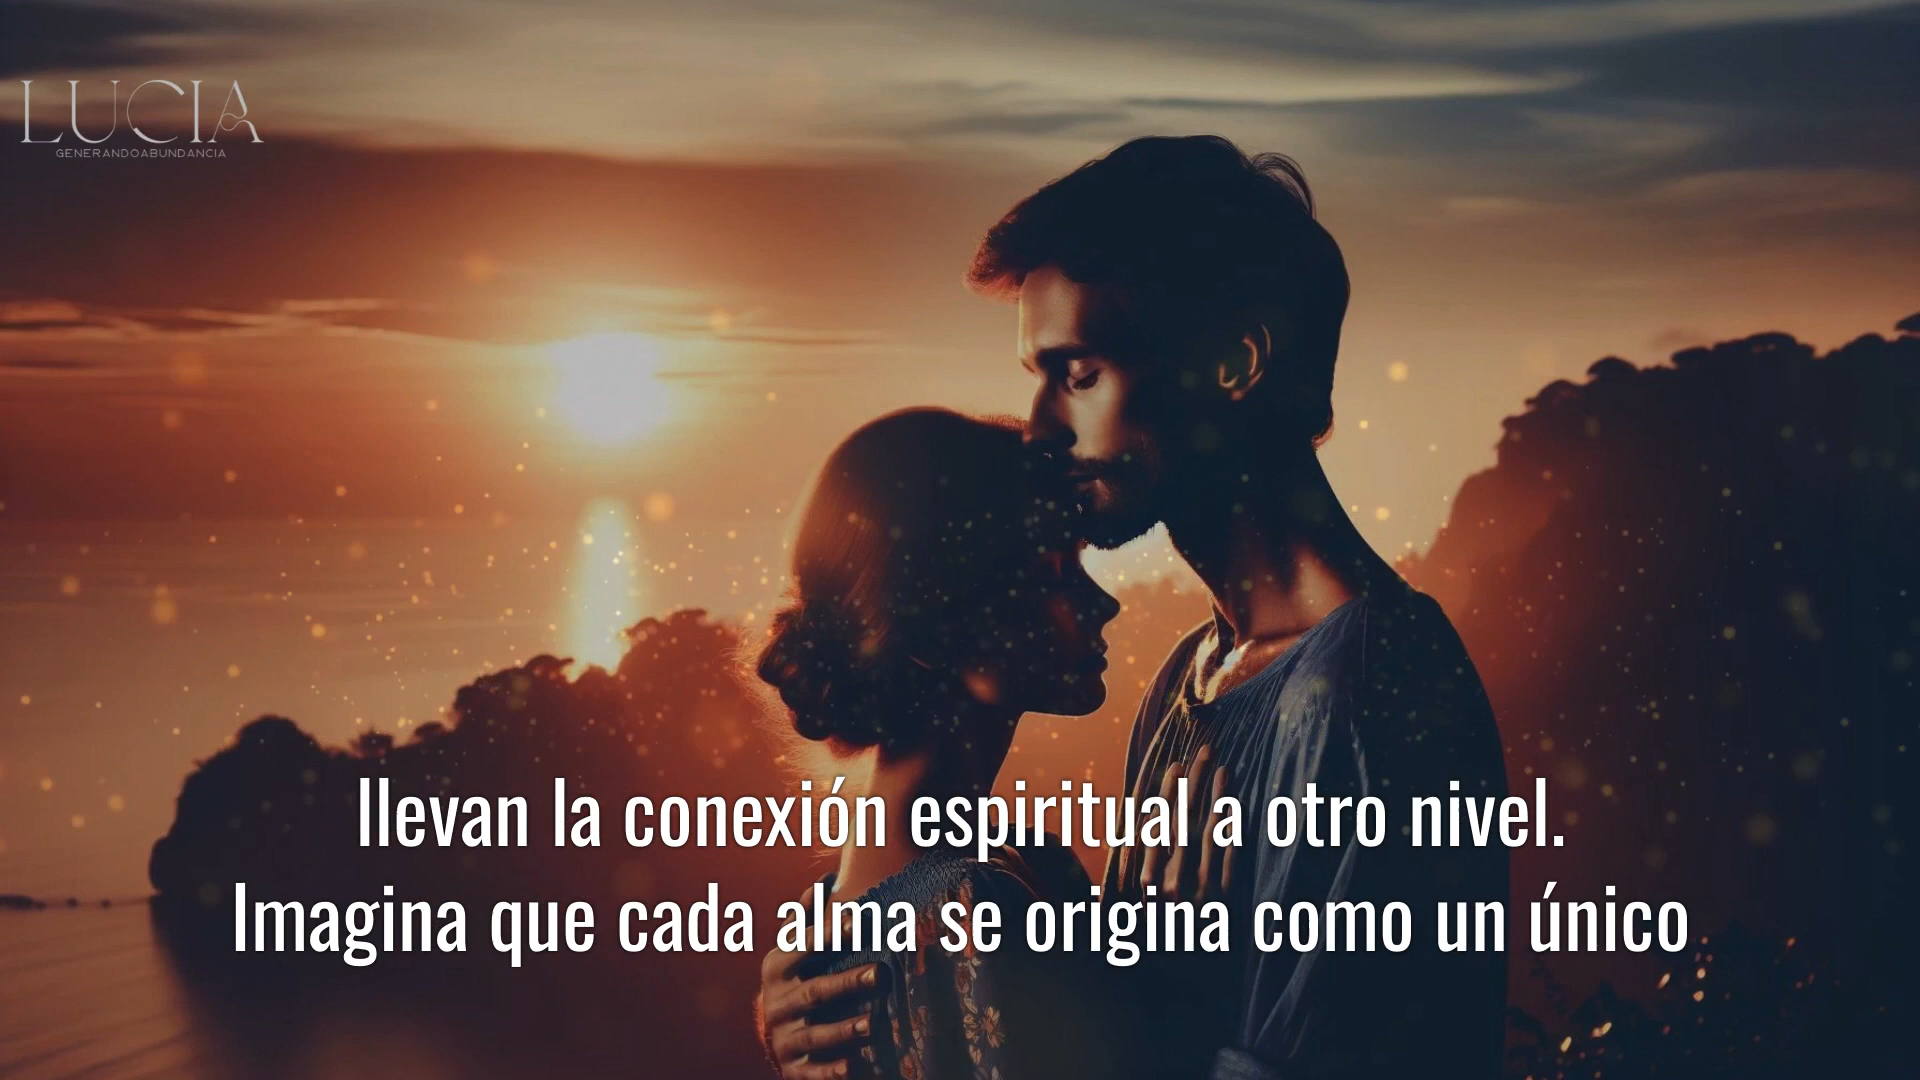 LUCIA
GENERANDOABUNDANCIA
llevan la conexión espiritual a otro nivel.
Imagina que cada alma se origina como un único